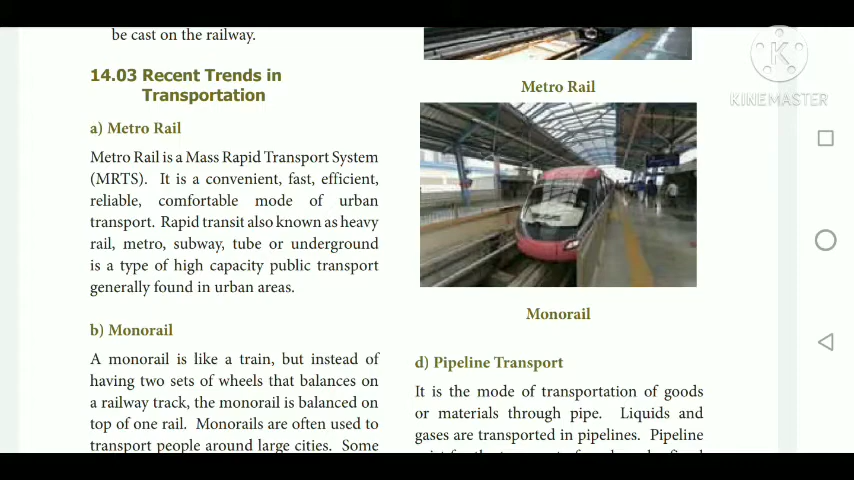 be cast on the railway.
14.03 Recent Trends in
Transportation
a) Metro Rail
Metro Rail is a Mass Rapid Transport System
(MRTS). It is a convenient, fast, efficient,
reliable, comfortable mode of urban
transport. Rapid transit also known as heavy
rail, metro, subway, tube or underground
is a type of high capacity public transport
generally found in urban areas.
b) Monorail
A monorail is like a train, but instead of
having two sets of wheels that balances on
a railway track, the monorail is balanced on
top of one rail. Monorails are often used to
transport people around large cities. Some
Metro Rail
Monorail
d) Pipeline Transport
It is the mode of transportation of goods
or materials through pipe. Liquids and
gases are transported in pipelines. Pipeline
K
KINEMASTER